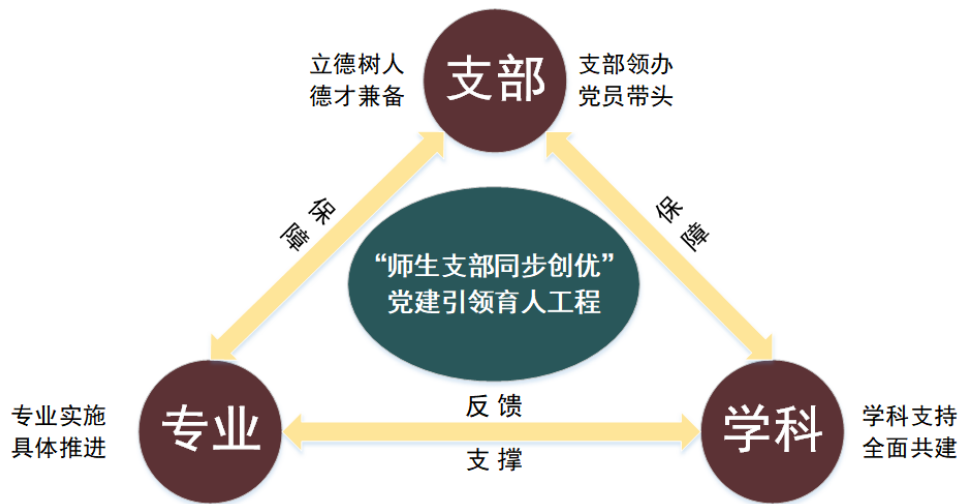 立德树人
德才兼备
支部
支部领办
党员带头
保障
保障
“师生支部同步创优”
党建引领育人工程
专业实施
具体推进
专业
反馈
支撑
学科
学科支持
全面共建